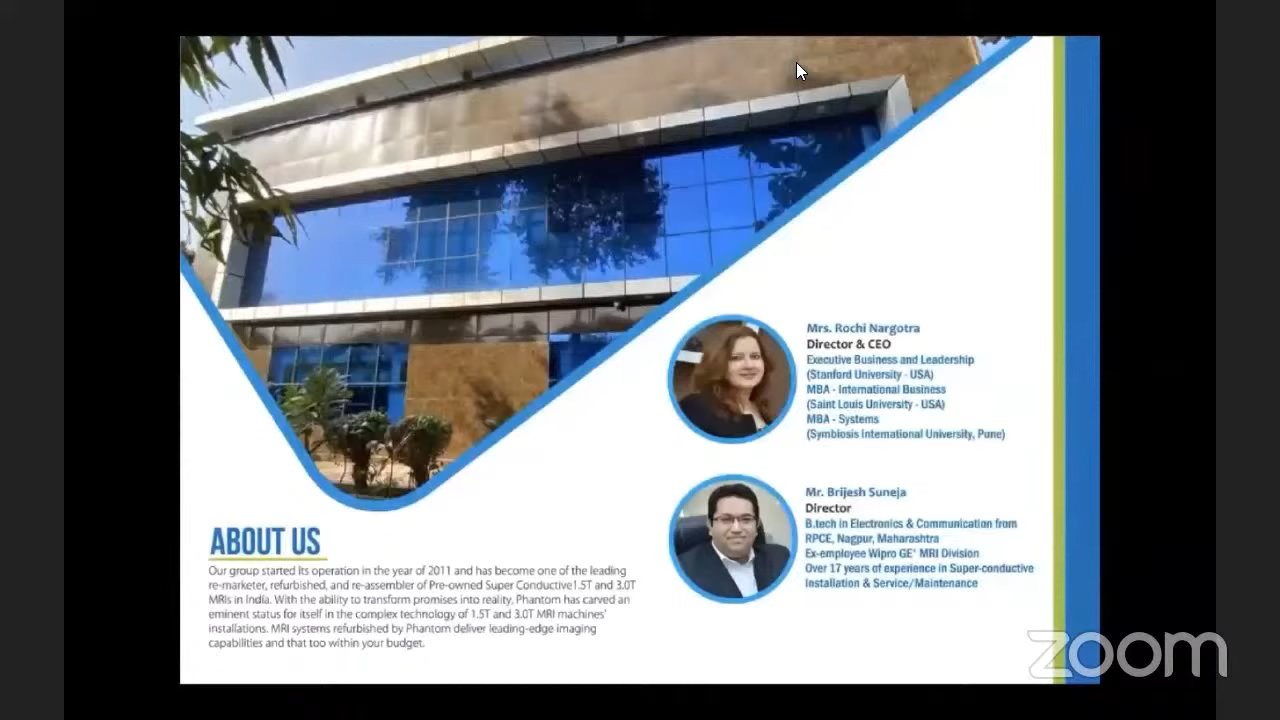 Mrs. Rochi Nargotra
Director & CEO
Executive Business and Leadership
(Stanford University - USA)
MBA - International Business
(Saint Louis University - USA)
MBA - Systems
(Symbiosis International University, Pune)
Mr. Brijesh Suneja
Director
B.tech in Electronics & Communication from
RPCE, Nagpur, Maharashtra
Ex-employee Wipro GE* MRI Division
Over 17 years of experience in Super-conductive
Installation & Service/Maintenance
ABOUT US
Our group started its operation in the year of 2011 and has become one of the leading
re-marketer, refurbished, and re-assembler of Pre-owned Super Conductive1.5T and 3.0T
MRIs in India. With the ability to transform promises into reality, Phantom has carved an
eminent status for itself in the complex technology of 1.5T and 3.0T MRI machines'
installations. MRI systems refurbished by Phantom deliver leading-edge imaging
capabilities and that too within your budget.
zoom